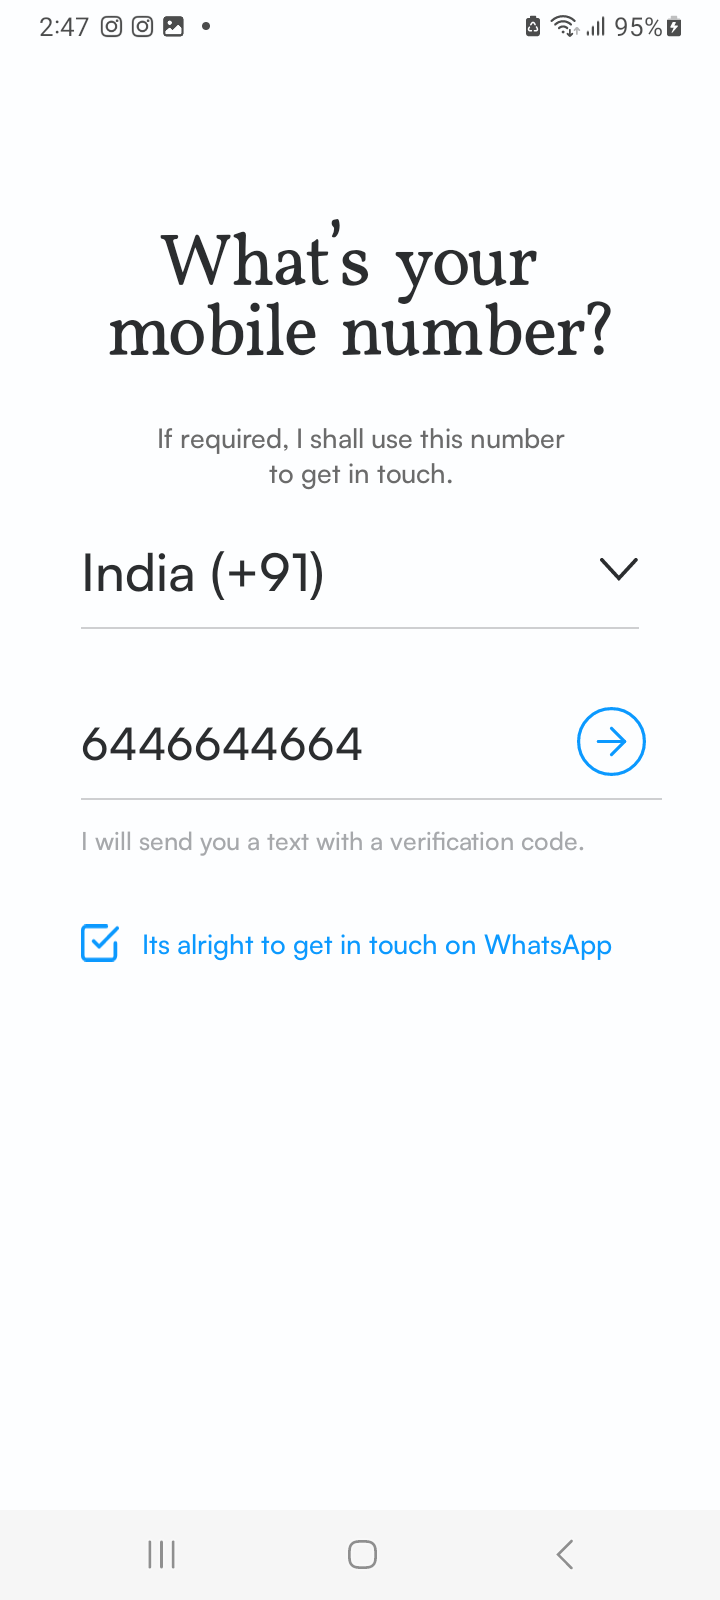 2:47
95%
What's your
mobile number?
If required, I shall use this number
to get in touch.
India (+91)
6446644664
I will send you a text with a verification code.
Its alright to get in touch on WhatsApp